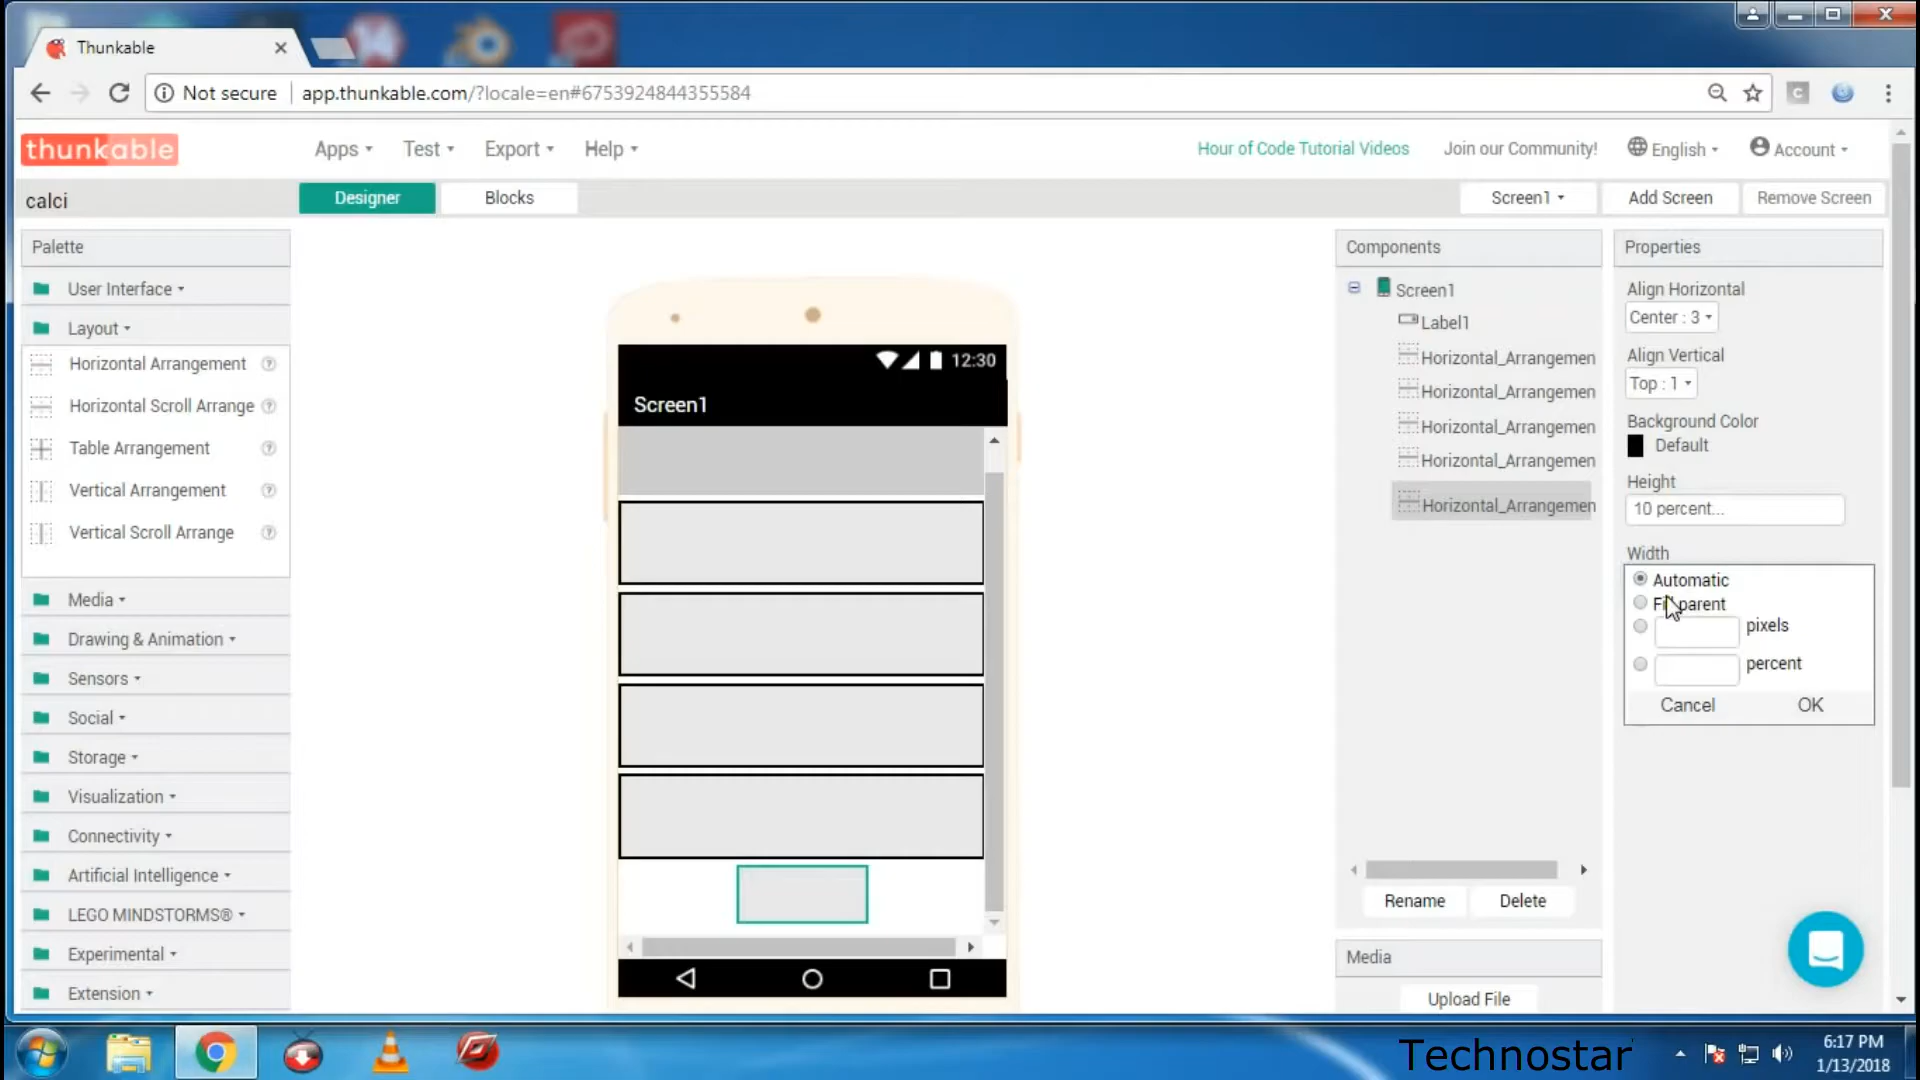 Thunkable
Not secure
app.thunkable.com/?locale=en#6753924844355584
thunkable
Apps
Test
Export
Help
Hour of Code Tutorial Videos
Join our Community!
English
Account
calci
Designer
Blocks
Screen1
Add Screen
Remove Screen
Palette
User Interface
Layout
Horizontal Arrangement
Horizontal Scroll Arrange
Table Arrangement
Vertical Arrangement
Vertical Scroll Arrange
Media
Drawing & Animation
Sensors
Social
Storage
Visualization
Connectivity
Artificial Intelligence
LEGO MINDSTORMS®
Experimental
Extension
12:30
Screen1
Components
Screen1
Label1
Horizontal_Arrangemen
Horizontal_Arrangemen
Horizontal_Arrangemen
Horizontal_Arrangemen
Horizontal_Arrangemen
Rename
Delete
Media
Upload File
Properties
Align Horizontal
Center : 3
Align Vertical
Top : 1
Background Color
Default
Height
10 percent...
Width
Automatic
Fill parent
pixels
percent
Cancel
OK
Technostar
6:17 PM
1/13/2018